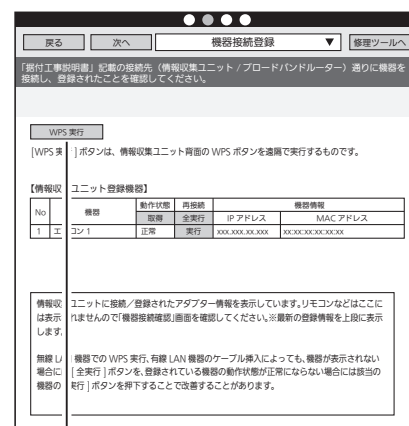 戻る 次へ 機器接続登録 ▼ 修理ツールへ
「据付工事説明書」記載の接続先（情報収集ユニット / ブロードバンドルーター）通りに機器を
接続し、登録されたことを確認してください。
WPS 実行
[WPS 実 ] ボタンは、情報収集ユニット背面の WPS ボタンを遠隔で実行するものです。
【情報収 ユニット登録機器】
No 機器 動作状態 再接続 機器情報
取得 全実行 IP アドレス MAC アドレス
1 エ コン 1 正常 実行 xxx.xxx.xx.xxx xx:xx:xx:xx:xx:xx
情報収 ユニットに接続／登録されたアダプター情報を表示しています。リモコンなどはここに
は表示 れませんので「機器接続確認」画面を確認してください。※最新の登録情報を上段に表示
します。
無線 LA 機器での WPS 実行、有線 LAN 機器のケーブル挿入によっても、機器が表示されない
場合に [ 全実行 ] ボタンを、登録されている機器の動作状態が正常にならない場合には該当の
機器の 実行 ] ボタンを押下することで改善することがあります。